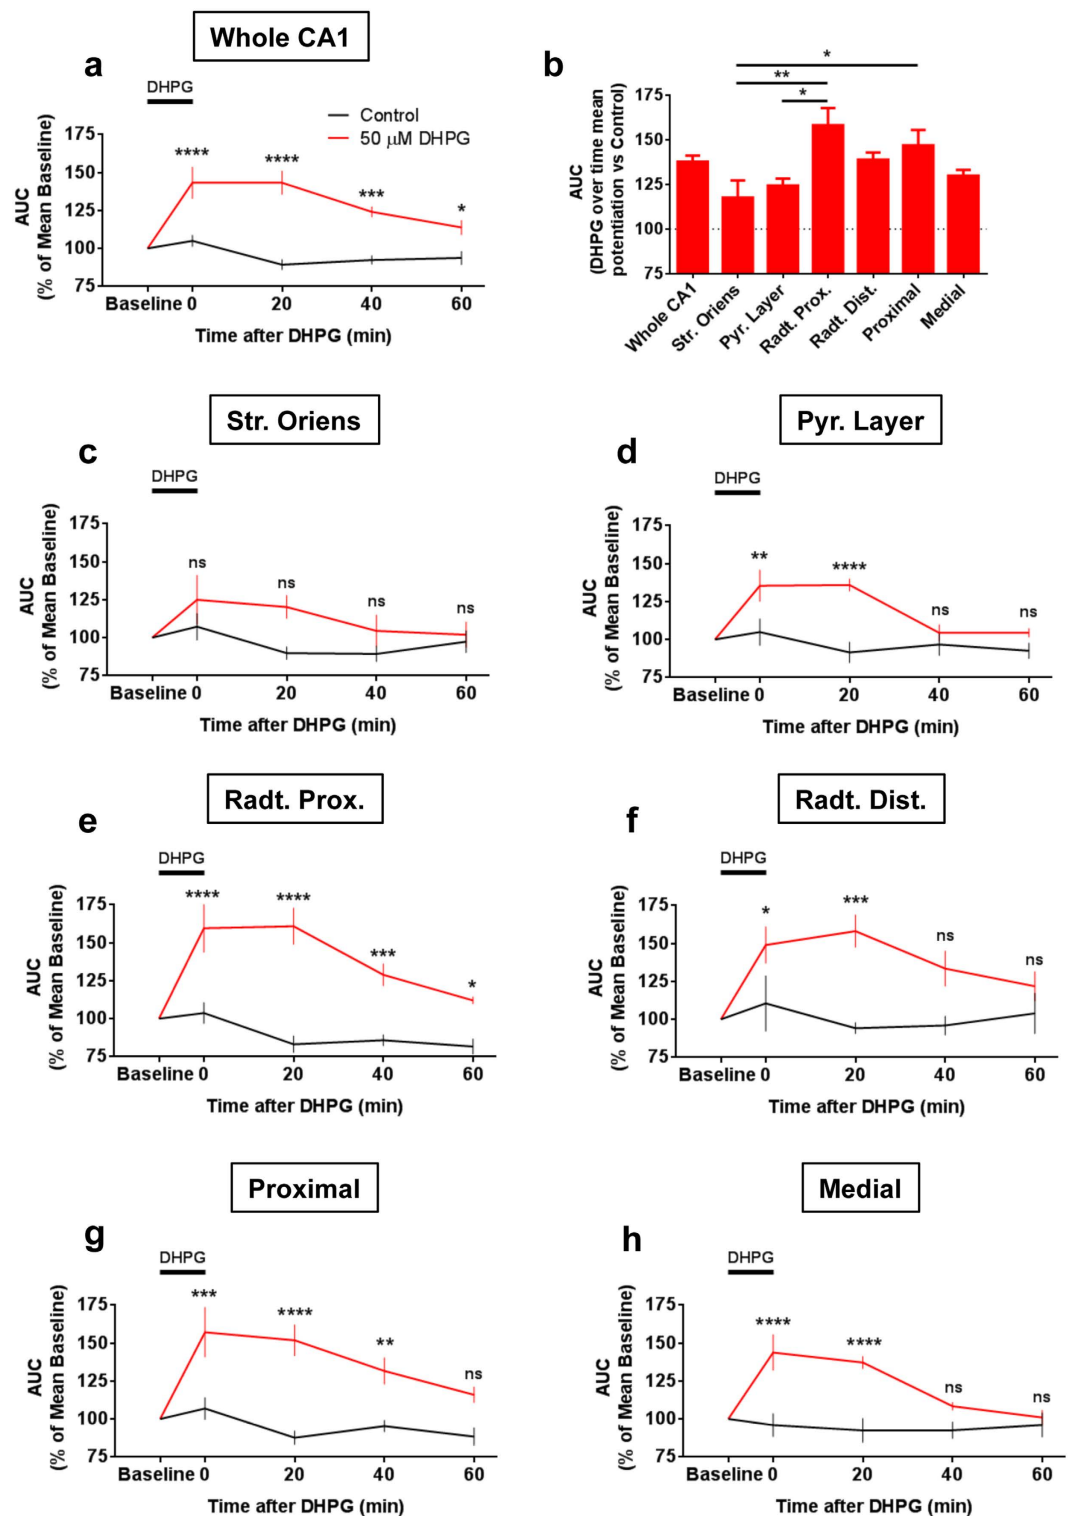 Whole CA1
a
DHPG
Control
50 μM DHPG
AUC
(% of Mean Baseline)
175
150
125
100
75
****
****
***
*
Baseline 0 20 40 60
Time after DHPG (min)
b
AUC
(DHPG over time mean
potentiation vs Control)
175
150
125
100
75
*
**
*
Whole CA1
Str. Oriens
Pyr. Layer
Radt. Prox.
Radt. Dist.
Proximal
Medial
Str. Oriens
c
DHPG
AUC
(% of Mean Baseline)
175
150
125
100
75
ns
ns
ns
ns
Baseline 0 20 40 60
Time after DHPG (min)
Pyr. Layer
d
DHPG
AUC
(% of Mean Baseline)
175
150
125
100
75
**
****
ns
ns
Baseline 0 20 40 60
Time after DHPG (min)
Radt. Prox.
e
DHPG
AUC
(% of Mean Baseline)
175
150
125
100
75
****
****
***
*
Baseline 0 20 40 60
Time after DHPG (min)
Radt. Dist.
f
DHPG
AUC
(% of Mean Baseline)
175
150
125
100
75
*
***
ns
ns
Baseline 0 20 40 60
Time after DHPG (min)
Proximal
g
DHPG
AUC
(% of Mean Baseline)
175
150
125
100
75
***
****
**
ns
Baseline 0 20 40 60
Time after DHPG (min)
Medial
h
DHPG
AUC
(% of Mean Baseline)
175
150
125
100
75
****
****
ns
ns
Baseline 0 20 40 60
Time after DHPG (min)